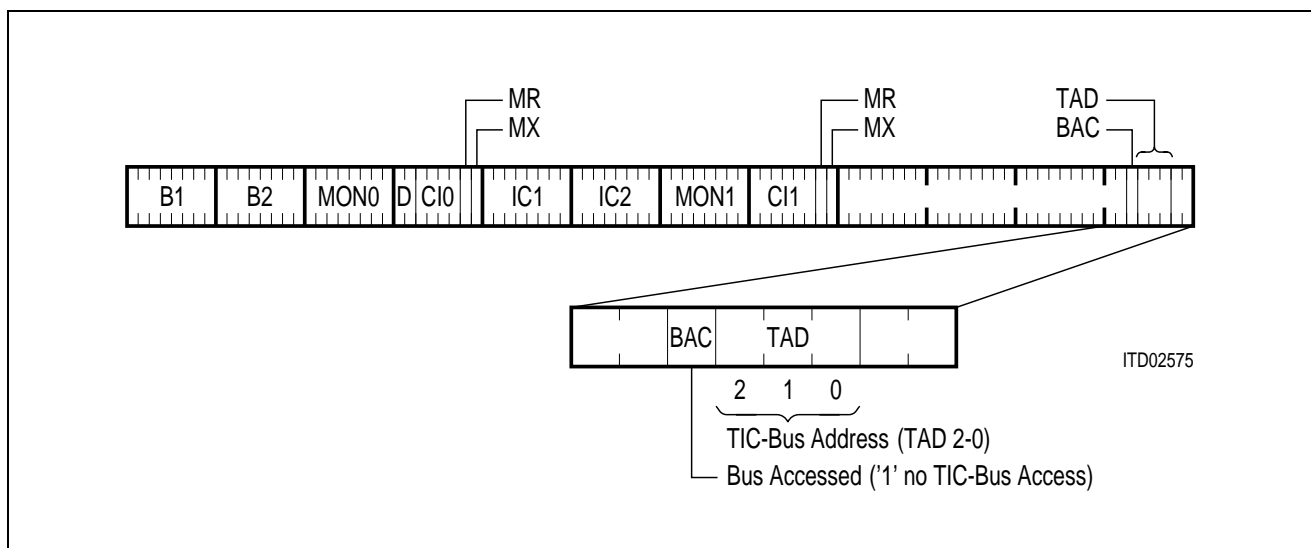 MR MR TAD
MX MX BAC
B1 B2 MON0 D CI0 IC1 IC2 MON1 CI1
BAC TAD
ITD02575
2 1 0
TIC-Bus Address (TAD 2-0)
Bus Accessed ('1' no TIC-Bus Access)